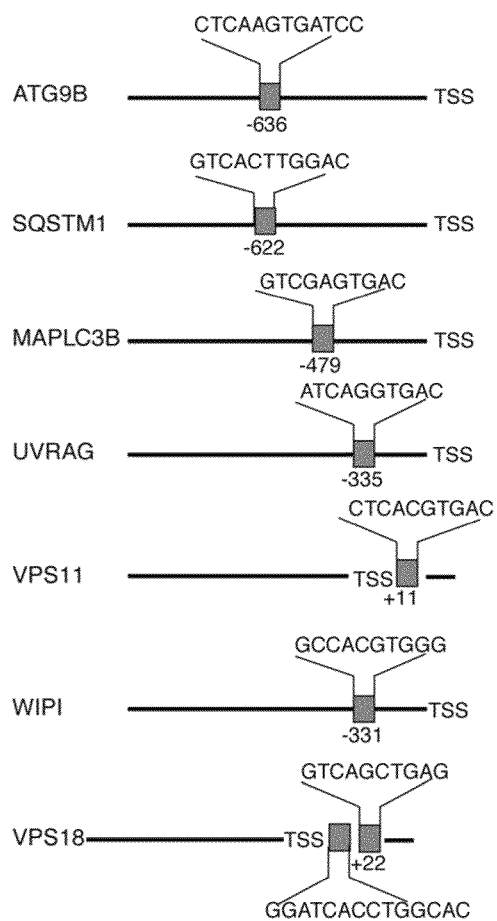 CTCAAGTGATCC
ATG9B TSS
-636
GTCACTTGGAC
SQSTM1 TSS
-622
GTCGAGTGAC
MAPLC3B TSS
-479
ATCAGGTGAC
UVRAG TSS
-335
CTCACGTGAC
VPS11 TSS
+11
GCCACGTGGG
WIPI TSS
-331
GTCAGCTGAG
VPS18 TSS
+22
GGATCACCTGGCAC